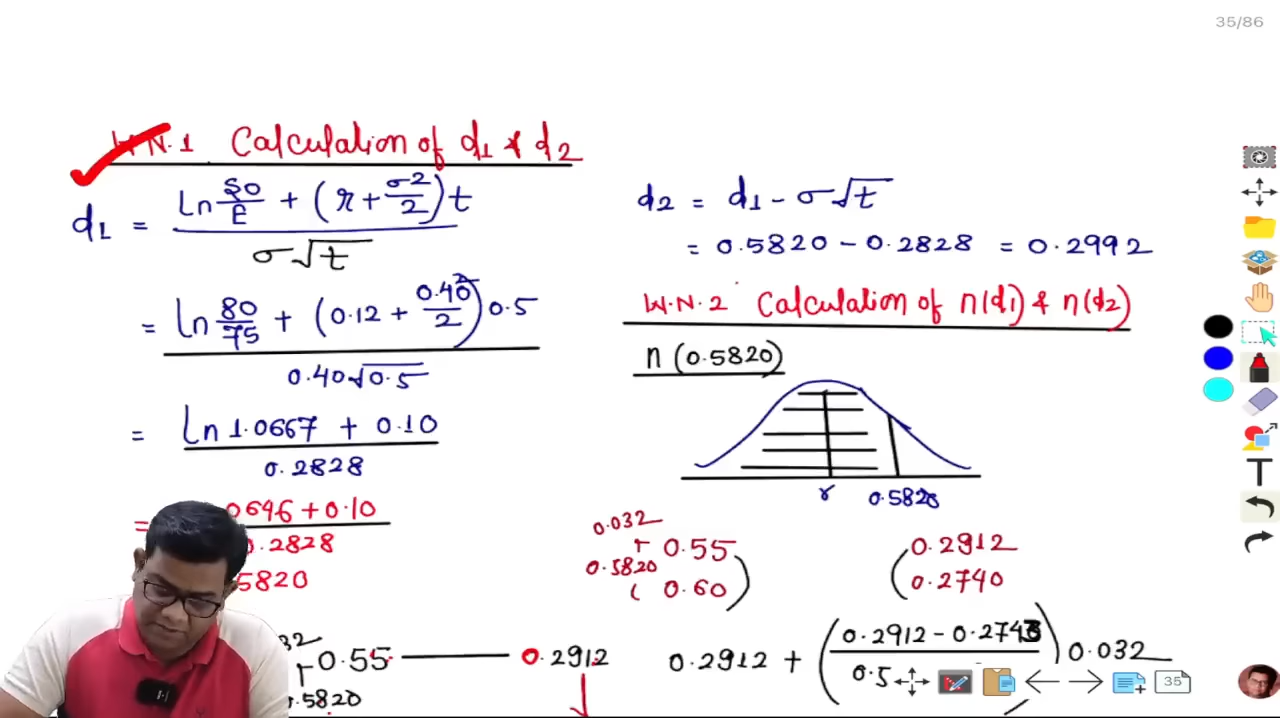 35/86
W.N.1 Calculation of d1 & d2
d1 = ln S0/E + (r + σ2/2) t
σ√t
= ln 80/75 + (0.12 + 0.40²/2) 0.5
0.40√0.5
= ln 1.0667 + 0.10
0.2828
= 0646 + 0.10
0.2828
5820
0.55 — 0.2912
0.5820
d2 = d1 - σ√t
= 0.5820 - 0.2828 = 0.2992
W.N.2 Calculation of n(d1) & n(d2)
n (0.5820)
0.5820
0.032
0.55
0.5820
0.60
0.2912
0.2740
0.2912 + (0.2912 - 0.274
0.5
) 0.032
T
35